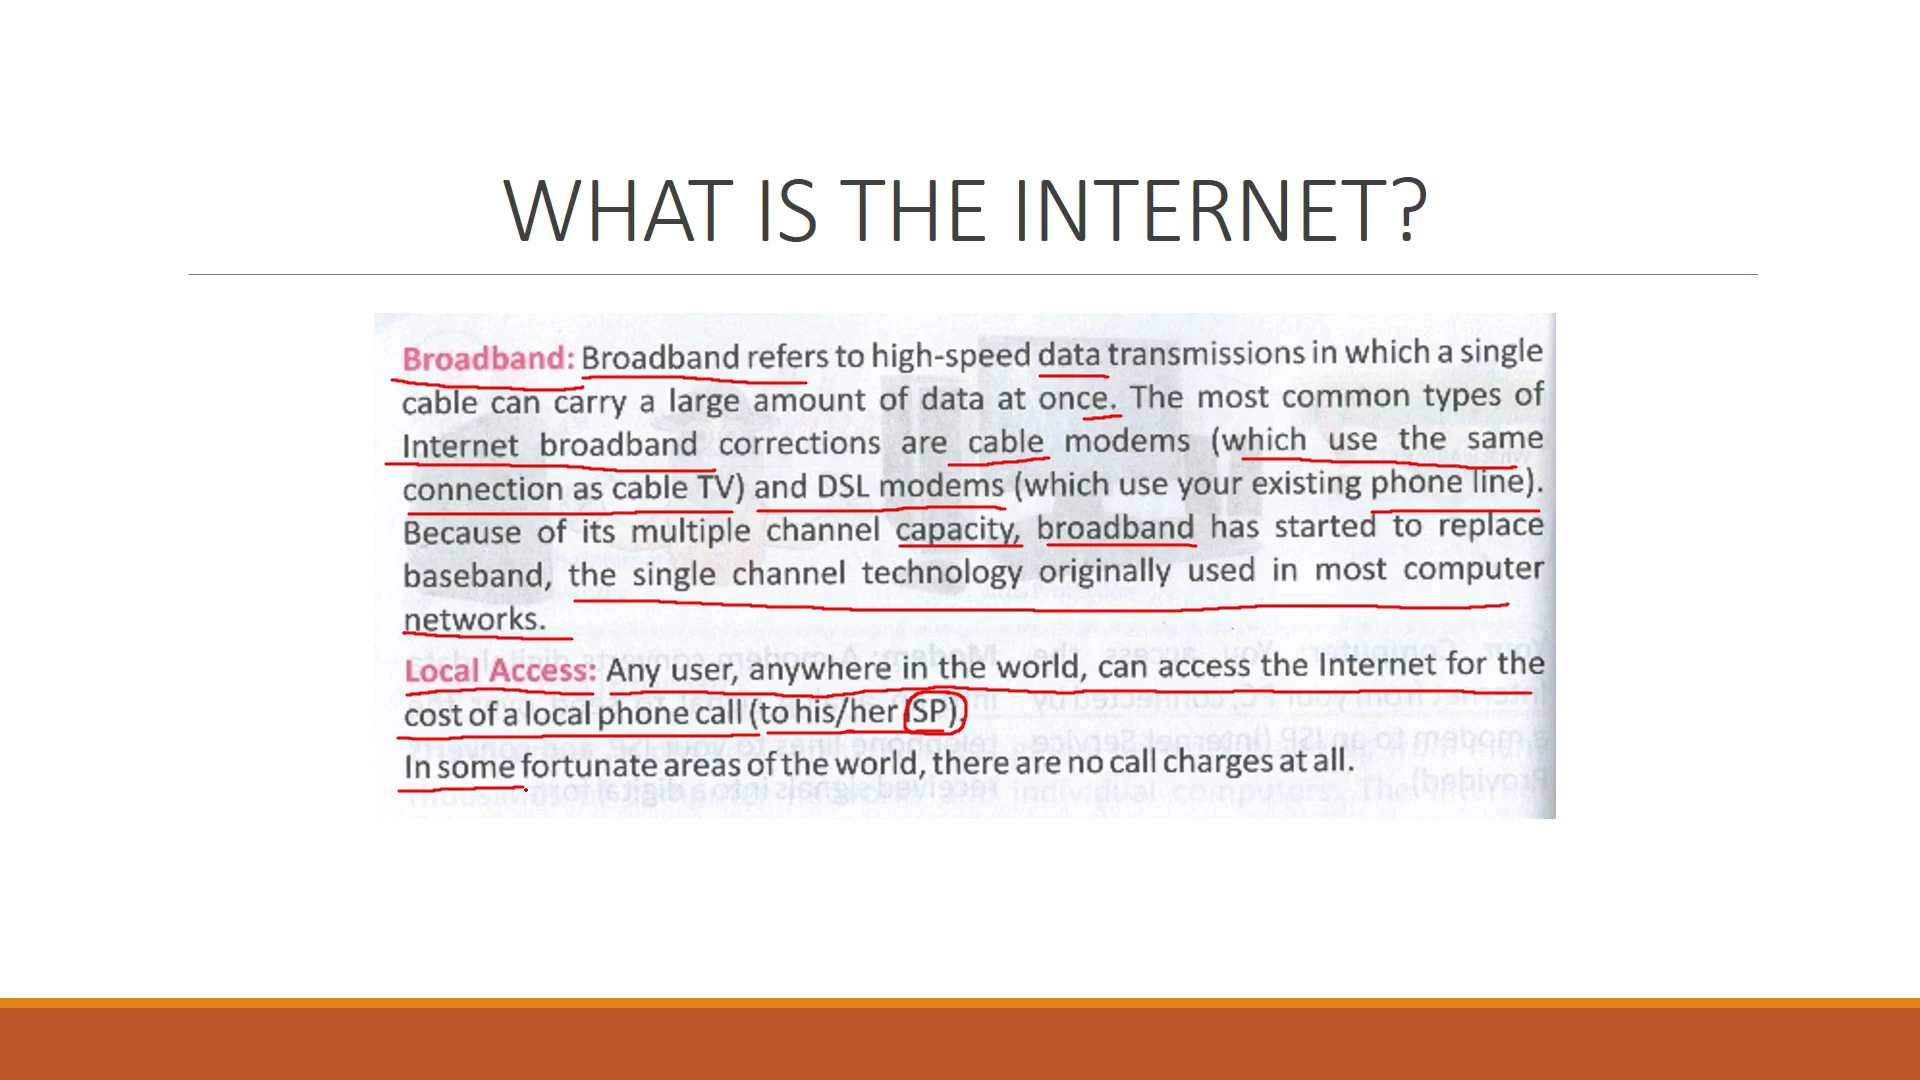 WHAT IS THE INTERNET?
Broadband: Broadband refers to high-speed data transmissions in which a single
cable can carry a large amount of data at once. The most common types of
Internet broadband corrections are cable modems (which use the same
connection as cable TV) and DSL modems (which use your existing phone line).
Because of its multiple channel capacity, broadband has started to replace
baseband, the single channel technology originally used in most computer
networks.
Local Access: Any user, anywhere in the world, can access the Internet for the
cost of a local phone call (to his/her ISP).
In some fortunate areas of the world, there are no call charges at all.